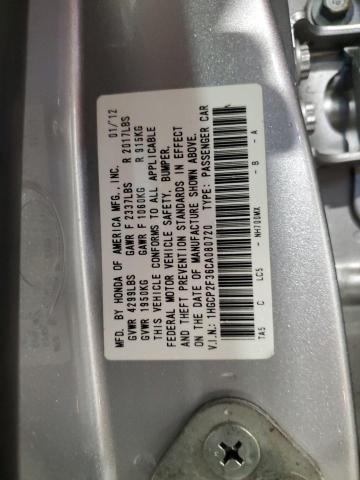 MFD. BY HONDA OF AMERICA MFG., INC. 01/12
GVWR 4299LBS GAWR F 2337LBS R 2017LBS
GVWR 1950KG GAWR F 1060KG R 915KG
THIS VEHICLE CONFORMS TO ALL APPLICABLE
FEDERAL MOTOR VEHICLE SAFETY, BUMPER,
AND THEFT PREVENTION STANDARDS IN EFFECT
ON THE DATE OF MANUFACTURE SHOWN ABOVE.
V.I.N.: 1HGCP2F36CA080720 TYPE: PASSENGER CAR
TA5 C LC5 - NH700MX - B - A